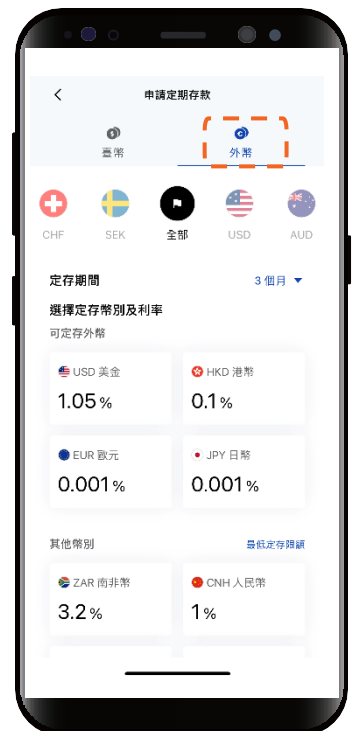 申請定期存款
臺幣
外幣
CHF
SEK
全部
USD
AUD
定存期間
3 個月
選擇定存幣別及利率
可定存外幣
USD 美金
HKD 港幣
1.05 %
0.1 %
EUR 歐元
JPY 日幣
0.001 %
0.001 %
其他幣別
最低定存限額
ZAR 南非幣
CNH 人民幣
3.2 %
1 %